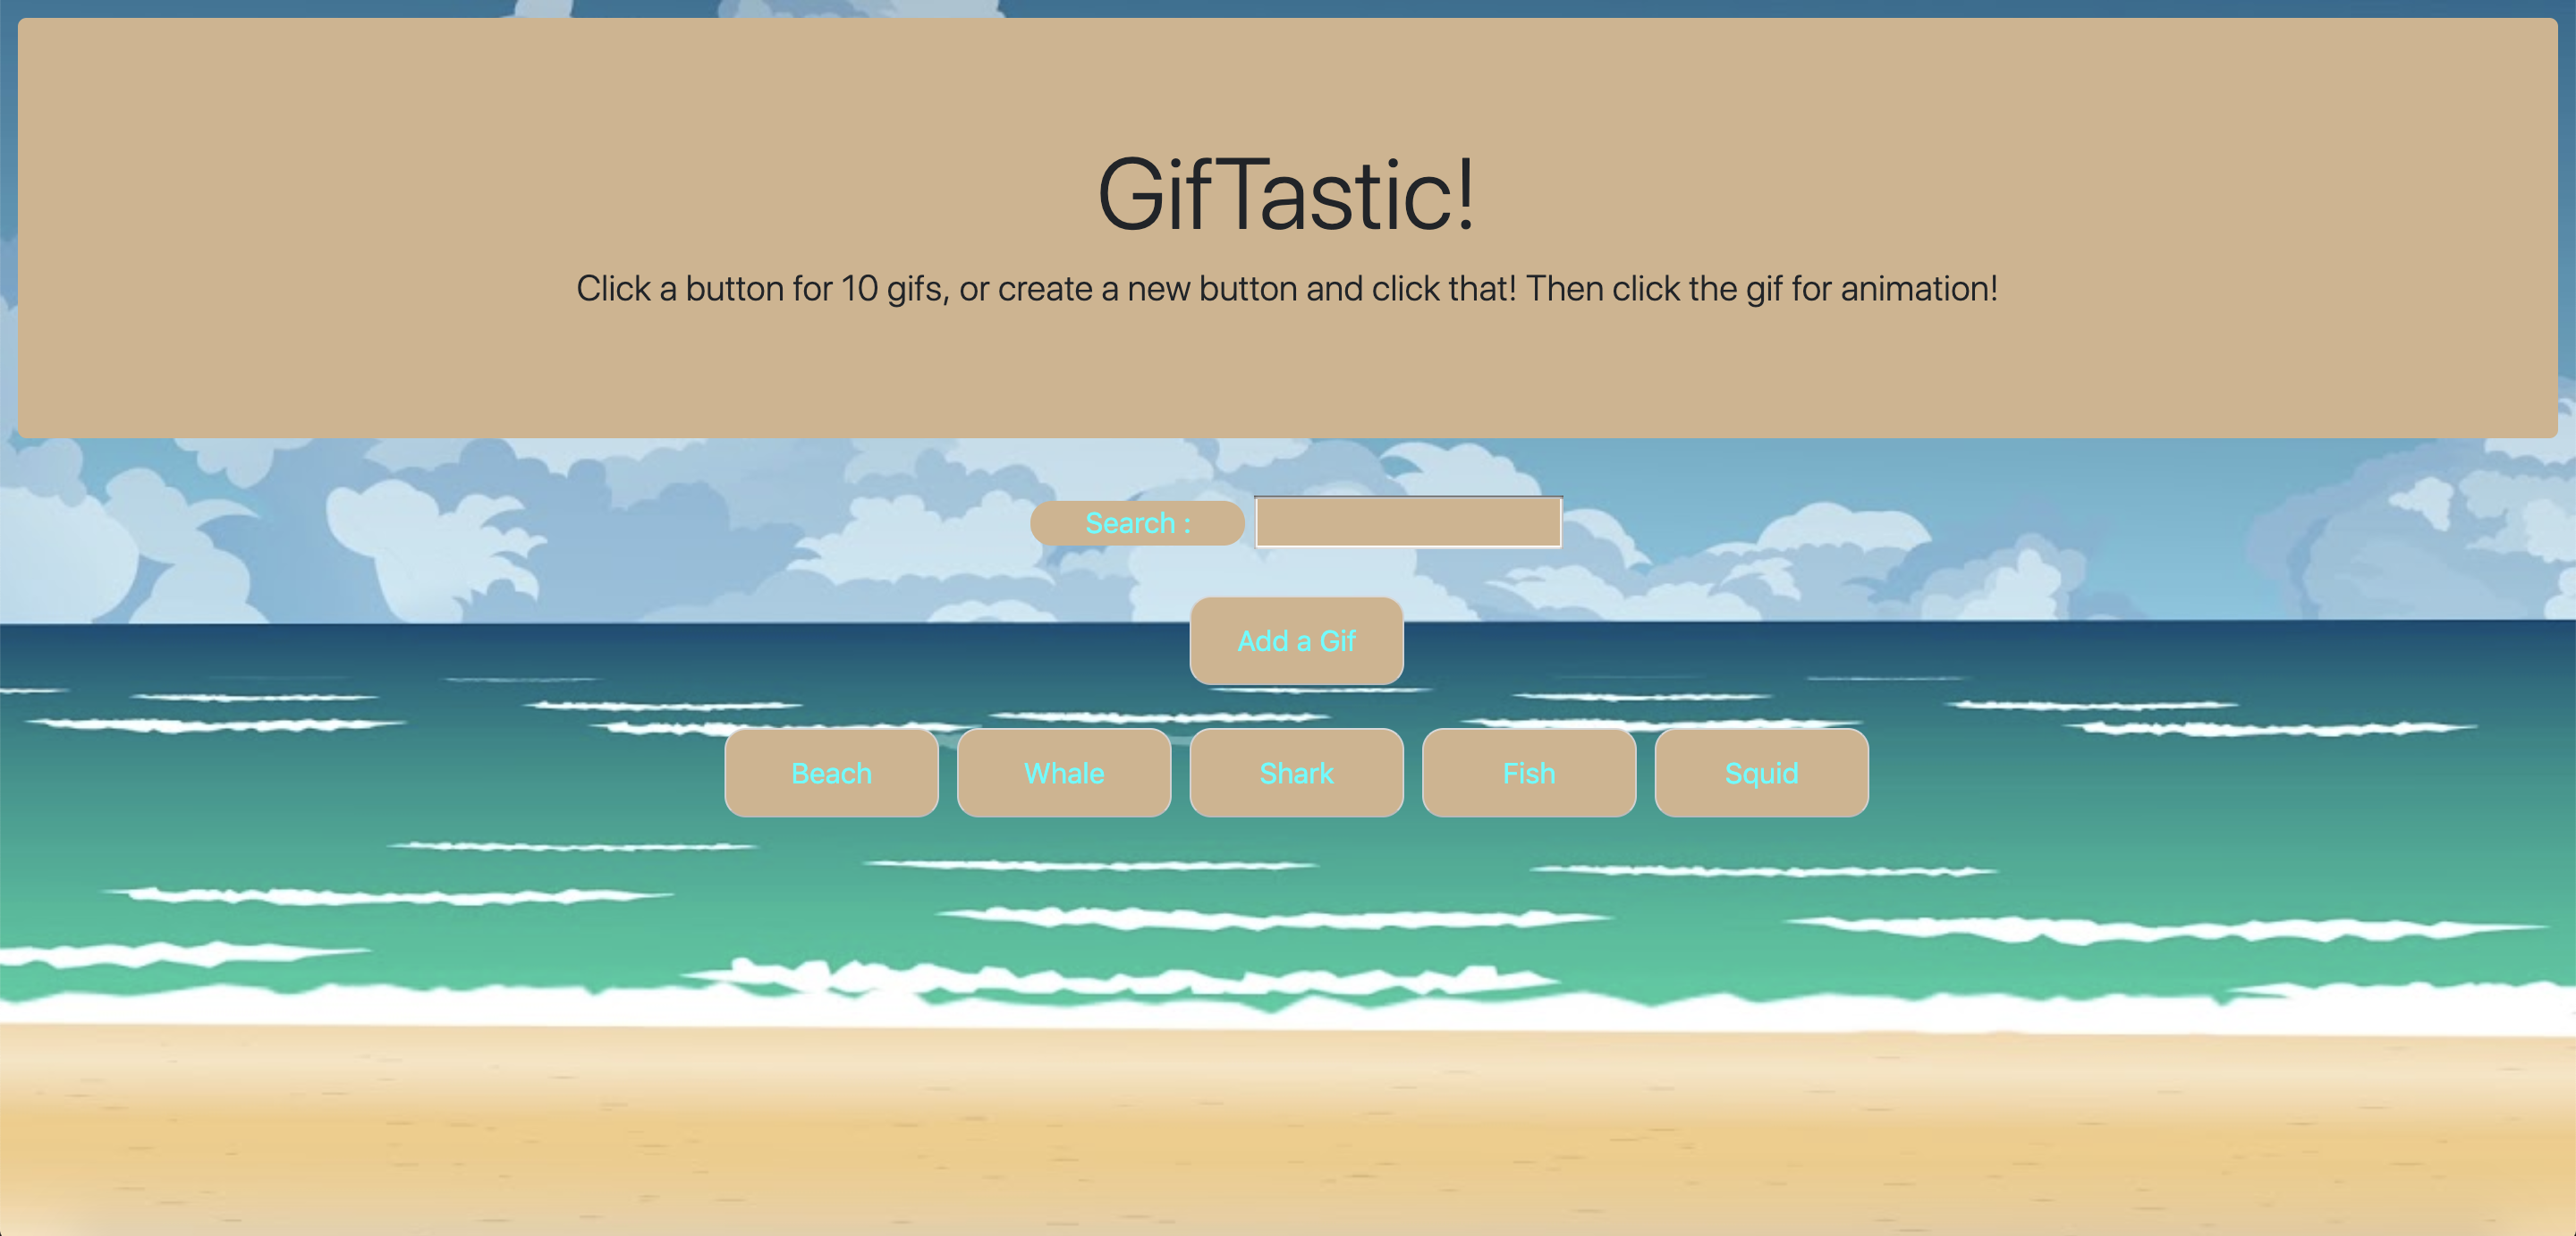 GifTastic!
Click a button for 10 gifs, or create a new button and click that! Then click the gif for animation!
Search :
Add a Gif
Beach Whale Shark Fish Squid